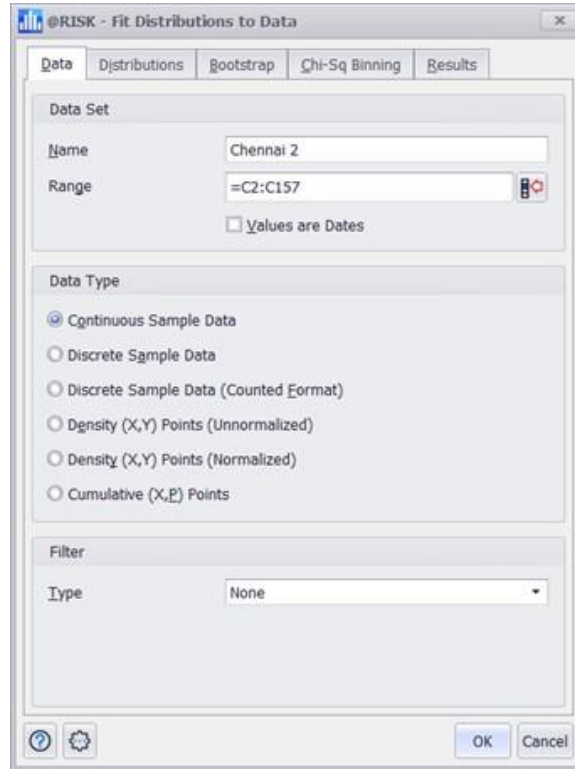 @RISK - Fit Distributions to Data
Data Distributions Bootstrap Chi-Sq Binning Results
Data Set
Name Chennai 2
Range =C2:C157
Values are Dates
Data Type
Continuous Sample Data
Discrete Sample Data
Discrete Sample Data (Counted Format)
Density (X,Y) Points (Unnormalized)
Density (X,Y) Points (Normalized)
Cumulative (X,P) Points
Filter
Type None
OK Cancel